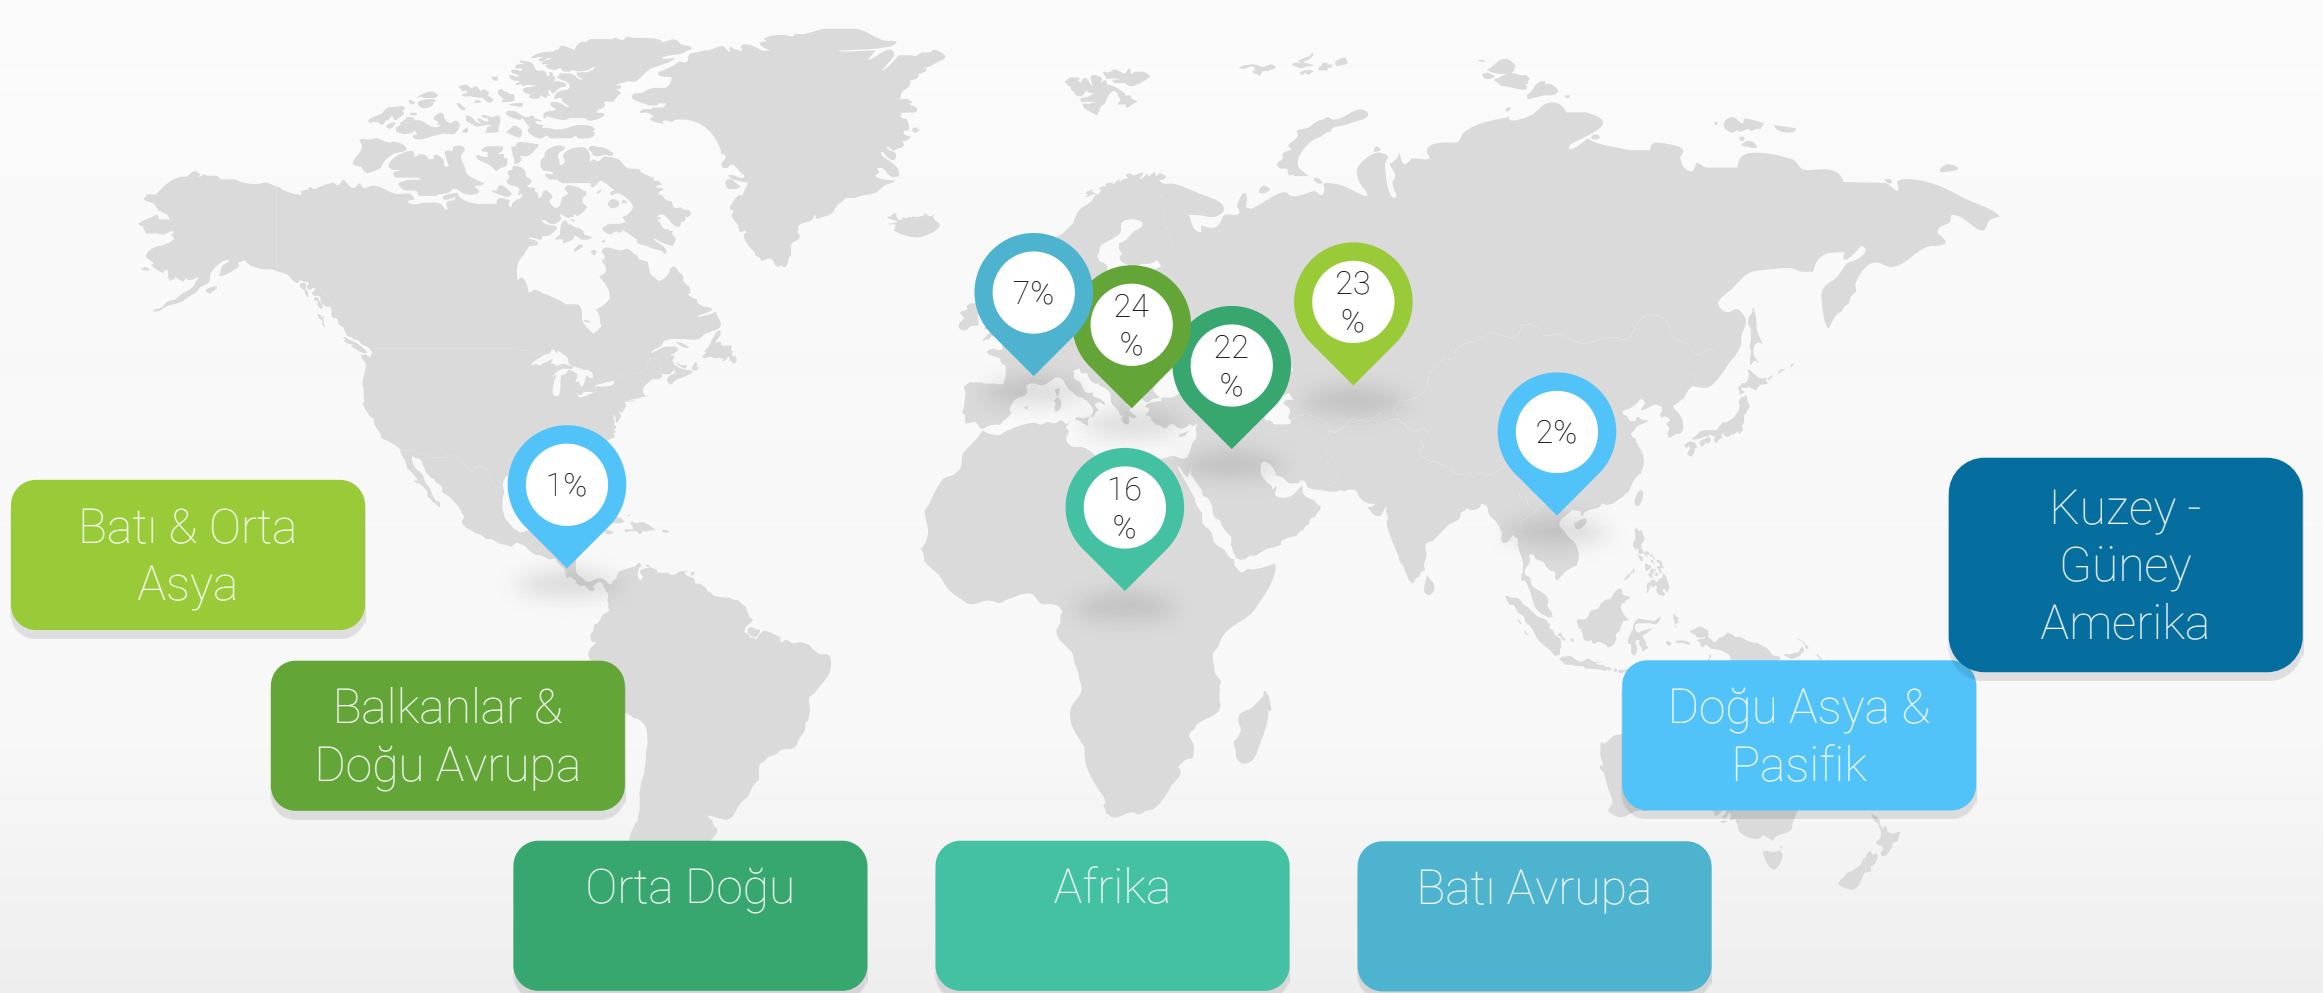 7%
24
%
22
%
23
%
2%
1%
16
%
Batı & Orta
Asya
Balkanlar &
Doğu Avrupa
Orta Doğu
Afrika
Batı Avrupa
Doğu Asya &
Pasifik
Kuzey -
Güney
Amerika